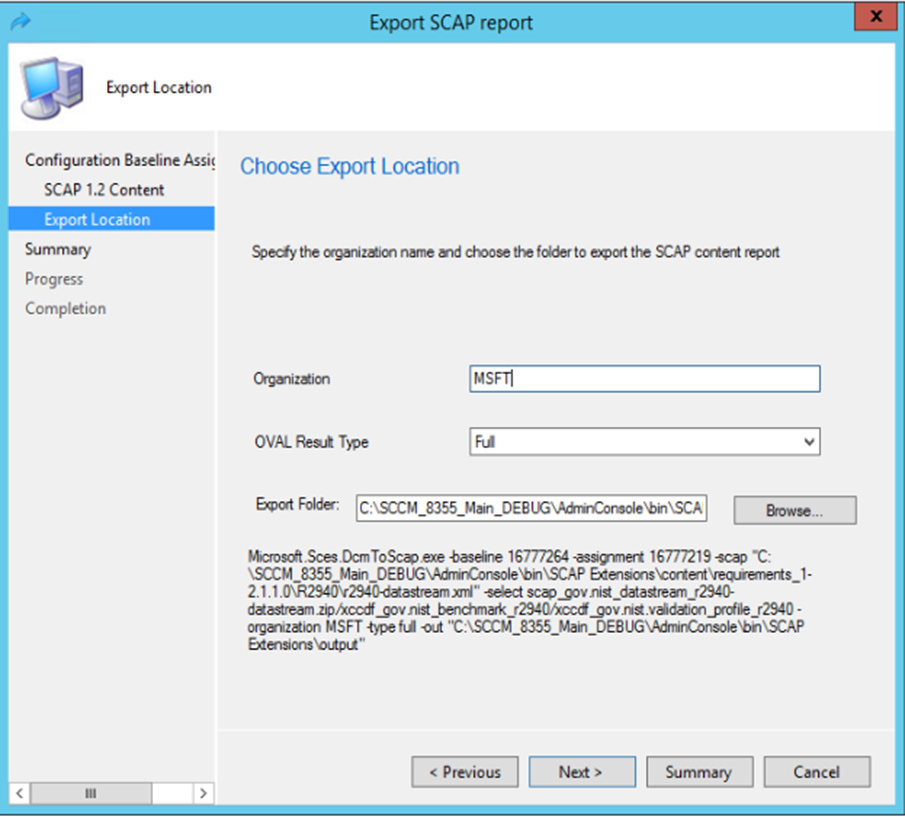 Export SCAP report
x
Export Location
Configuration Baseline Assig
SCAP 1.2 Content
Export Location
Summary
Progress
Completion
Choose Export Location
Specify the organization name and choose the folder to export the SCAP content report
Organization
MSFT
OVAL Result Type
Full
Export Folder:
C:\SCCM_8355_Main_DEBUG\AdminConsole\bin\SCA
Browse...
Microsoft.Sces.DcmToScap.exe -baseline 16777264 -assignment 16777219 -scap "C:
\SCCM_8355_Main_DEBUG\AdminConsole\bin\SCAP Extensions\content\requirements_1-
2.1.1.0\R2940\r2940-datastream.xml" -select scap_gov.nist_datastream_r2940-
datastream.zip/xccdf_gov.nist_benchmark_r2940/xccdf_gov.nist.validation_profile_r2940 -
organization MSFT -type full -out "C:\SCCM_8355_Main_DEBUG\AdminConsole\bin\SCAP
Extensions\output"
< Previous
Next >
Summary
Cancel